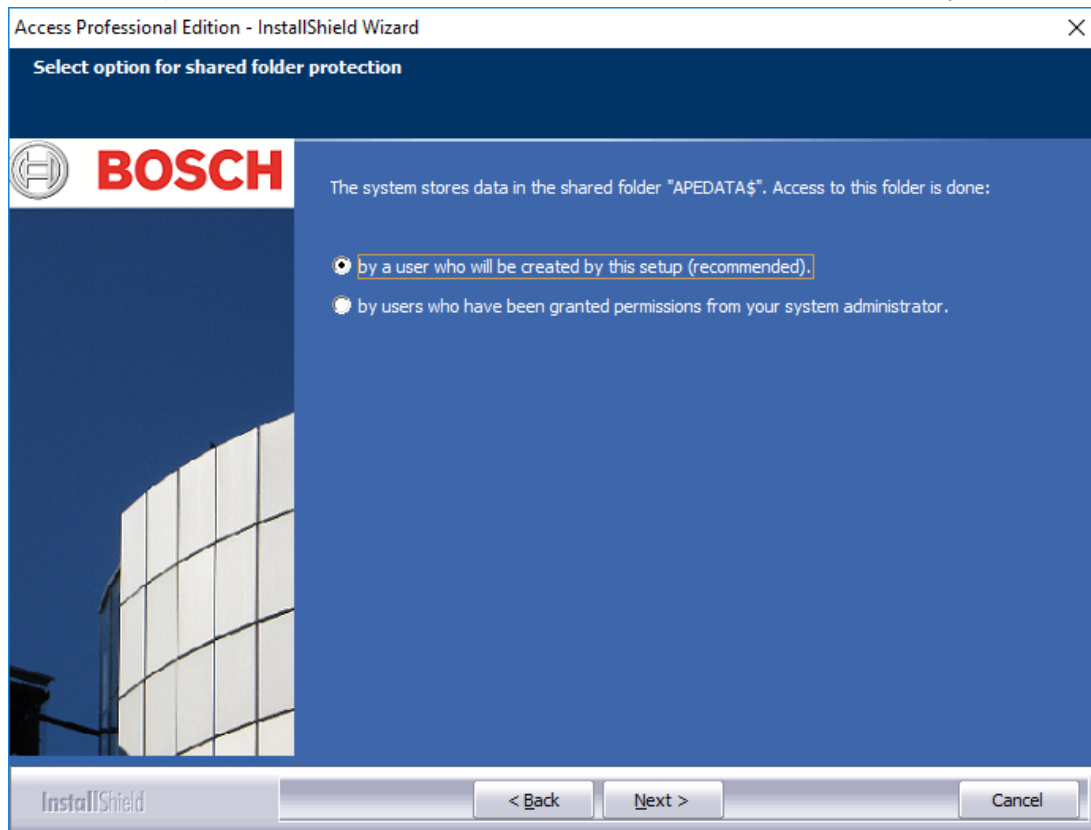 Access Professional Edition - InstallShield Wizard
Select option for shared folder protection
BOSCH
The system stores data in the shared folder "APEDATA$". Access to this folder is done:
by a user who will be created by this setup (recommended).
by users who have been granted permissions from your system administrator.
InstallShield
< Back
Next >
Cancel